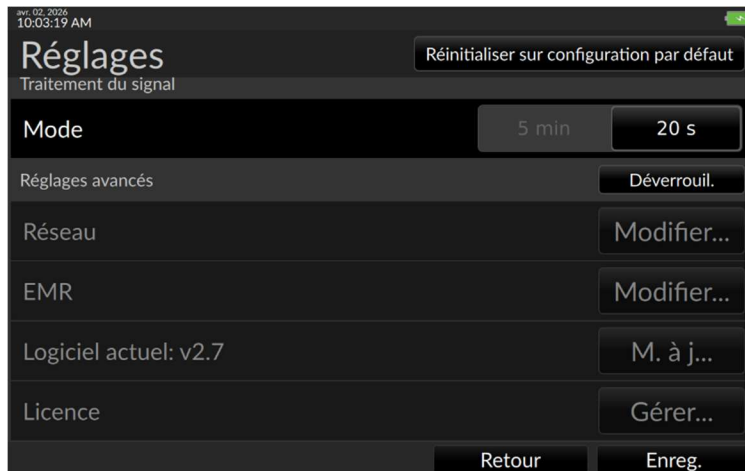 avr. 02, 2026
10:03:19 AM
Réglages
Réinitialiser sur configuration par défaut
Traitement du signal
Mode
5 min
20 s
Réglages avancés
Déverrouil.
Réseau
Modifier...
EMR
Modifier...
Logiciel actuel: v2.7
M. à j...
Licence
Gérer...
Retour
Enreg.